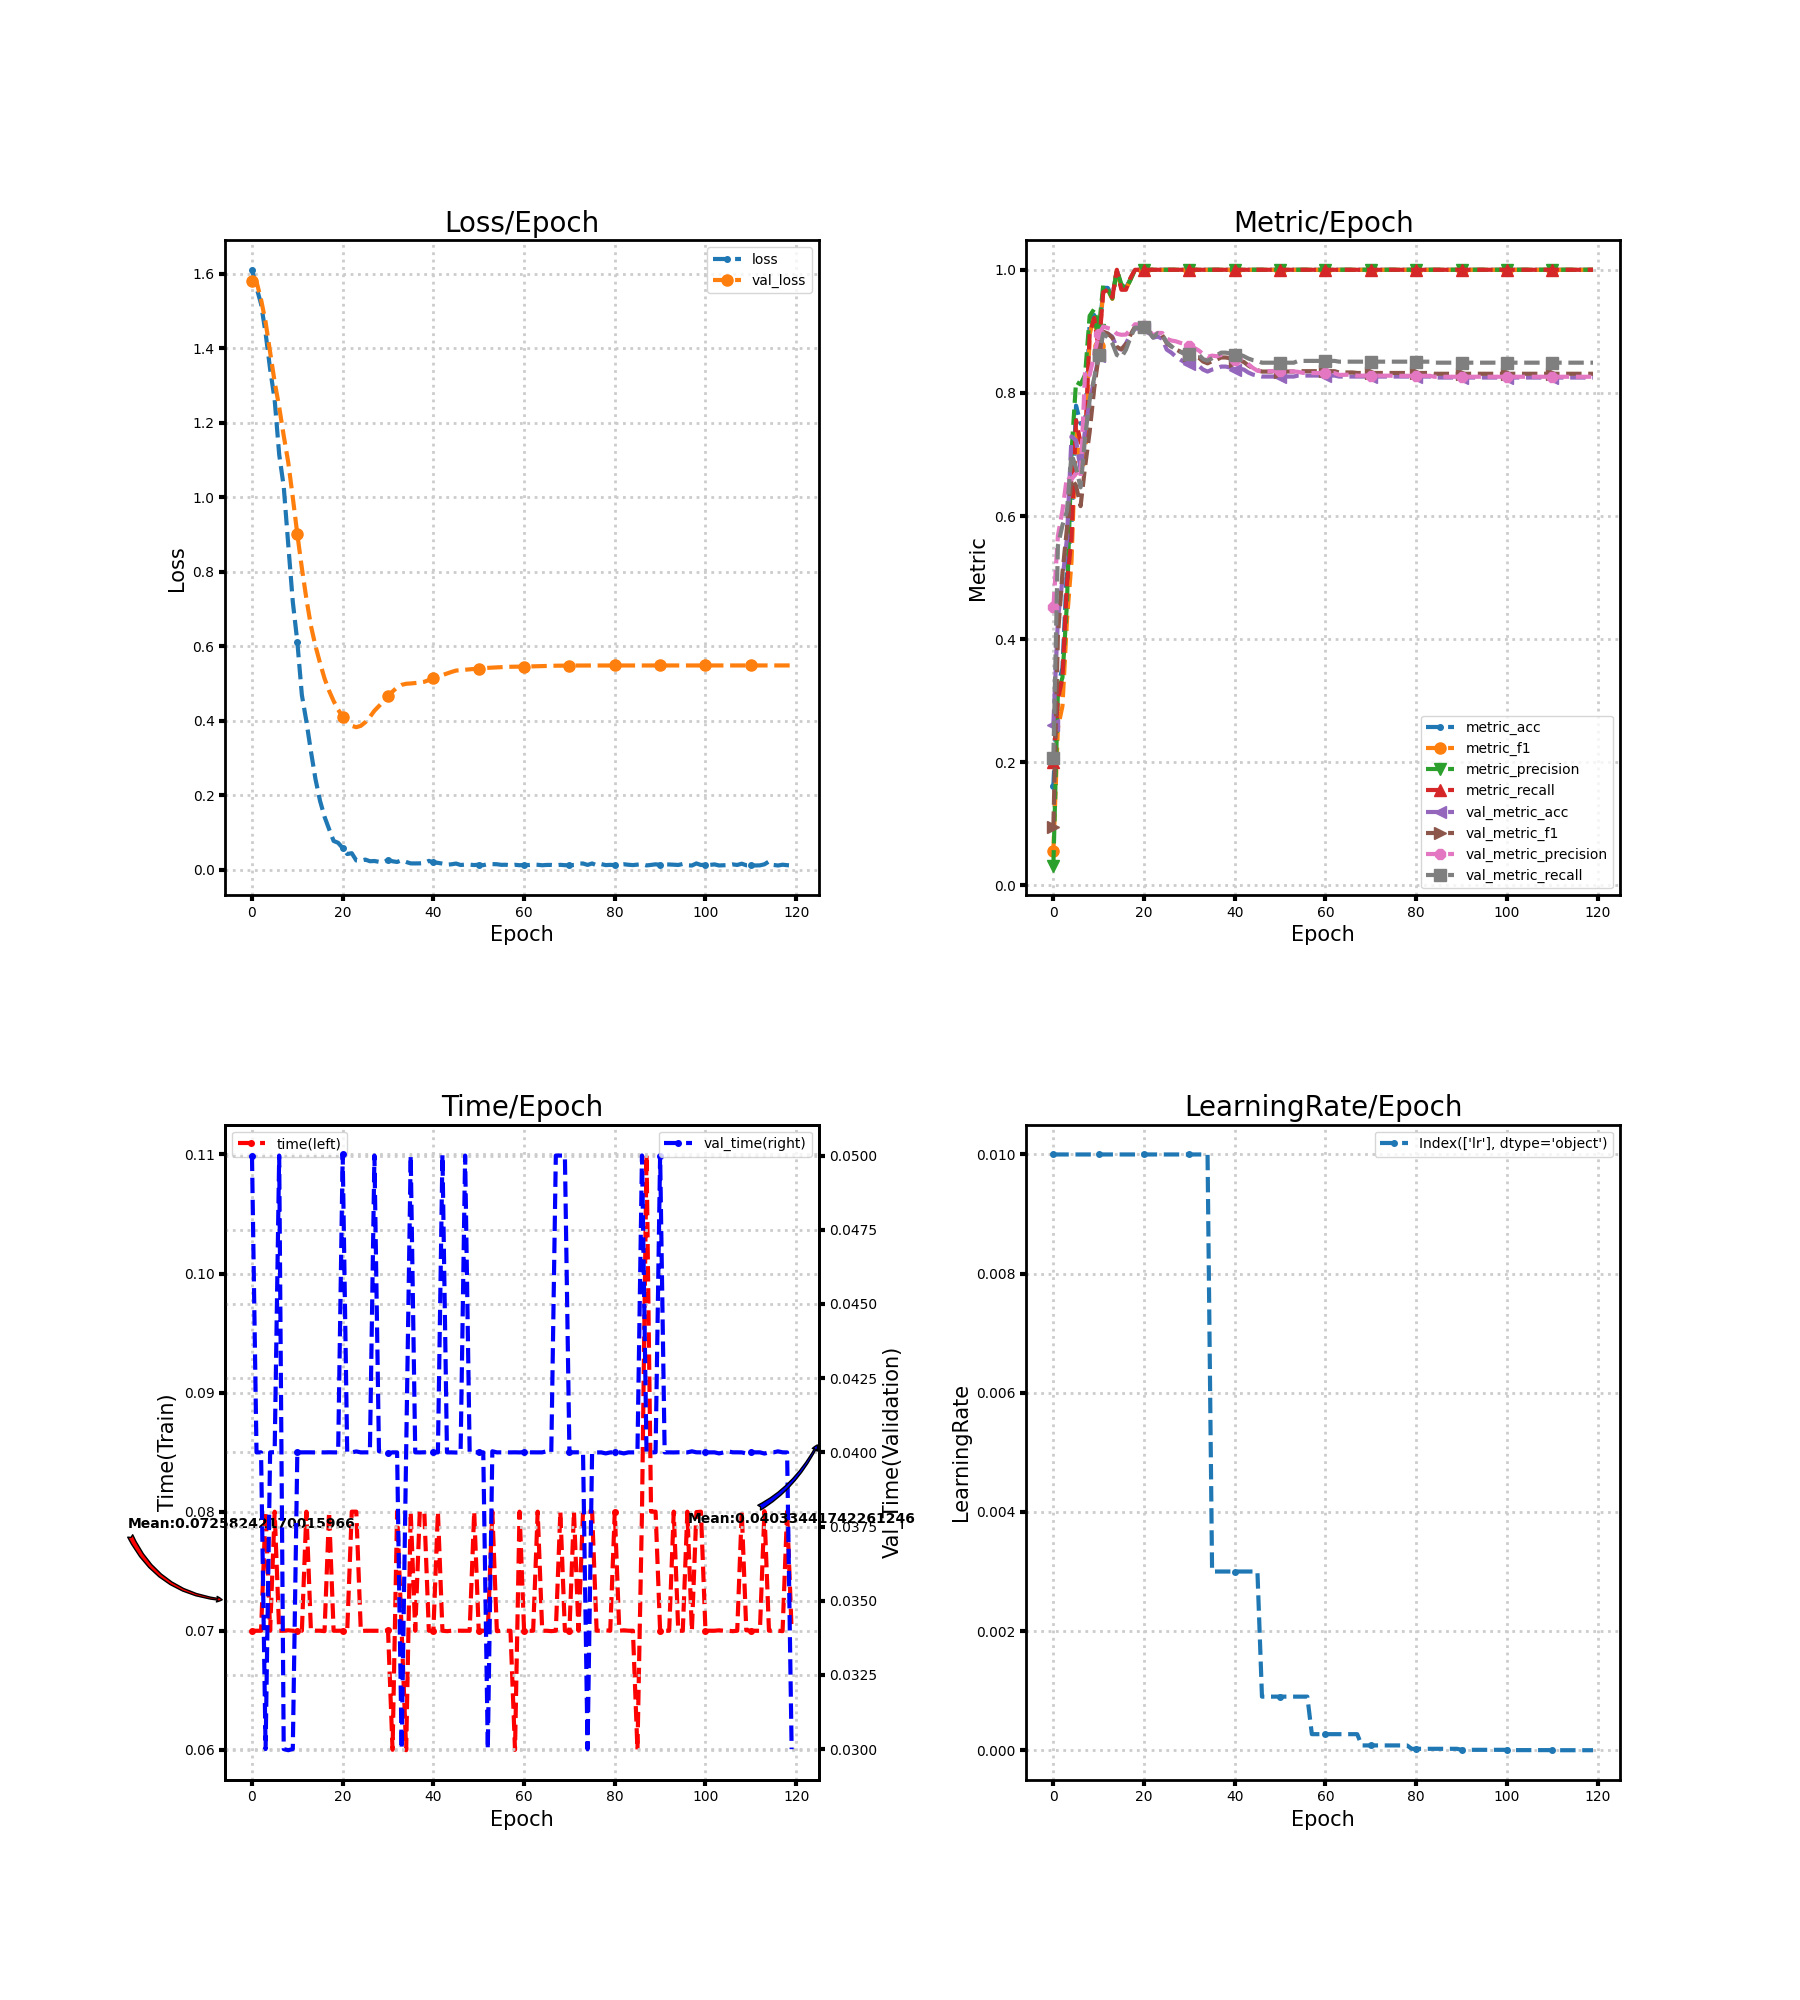 Loss/Epoch
loss
val_loss
1.6
1.4
1.2
1.0
0.8
0.6
0.4
0.2
0.0
Loss
0 20 40 60 80 100 120
Epoch
Metric/Epoch
1.0
0.8
0.6
0.4
0.2
0.0
Metric
metric_acc
metric_f1
metric_precision
metric_recall
val_metric_acc
val_metric_f1
val_metric_precision
val_metric_recall
0 20 40 60 80 100 120
Epoch
Time/Epoch
time(left)
val_time(right)
0.11
0.10
0.09
0.08
0.07
0.06
Time(Train)
0.0500
0.0475
0.0450
0.0425
0.0400
0.0375
0.0350
0.0325
0.0300
Val_Time(Validation)
Mean:0.04033441742261246
0 20 40 60 80 100 120
Epoch
LearningRate/Epoch
Index(['lr'], dtype='object')
0.010
0.008
0.006
0.004
0.002
0.000
LearningRate
0 20 40 60 80 100 120
Epoch